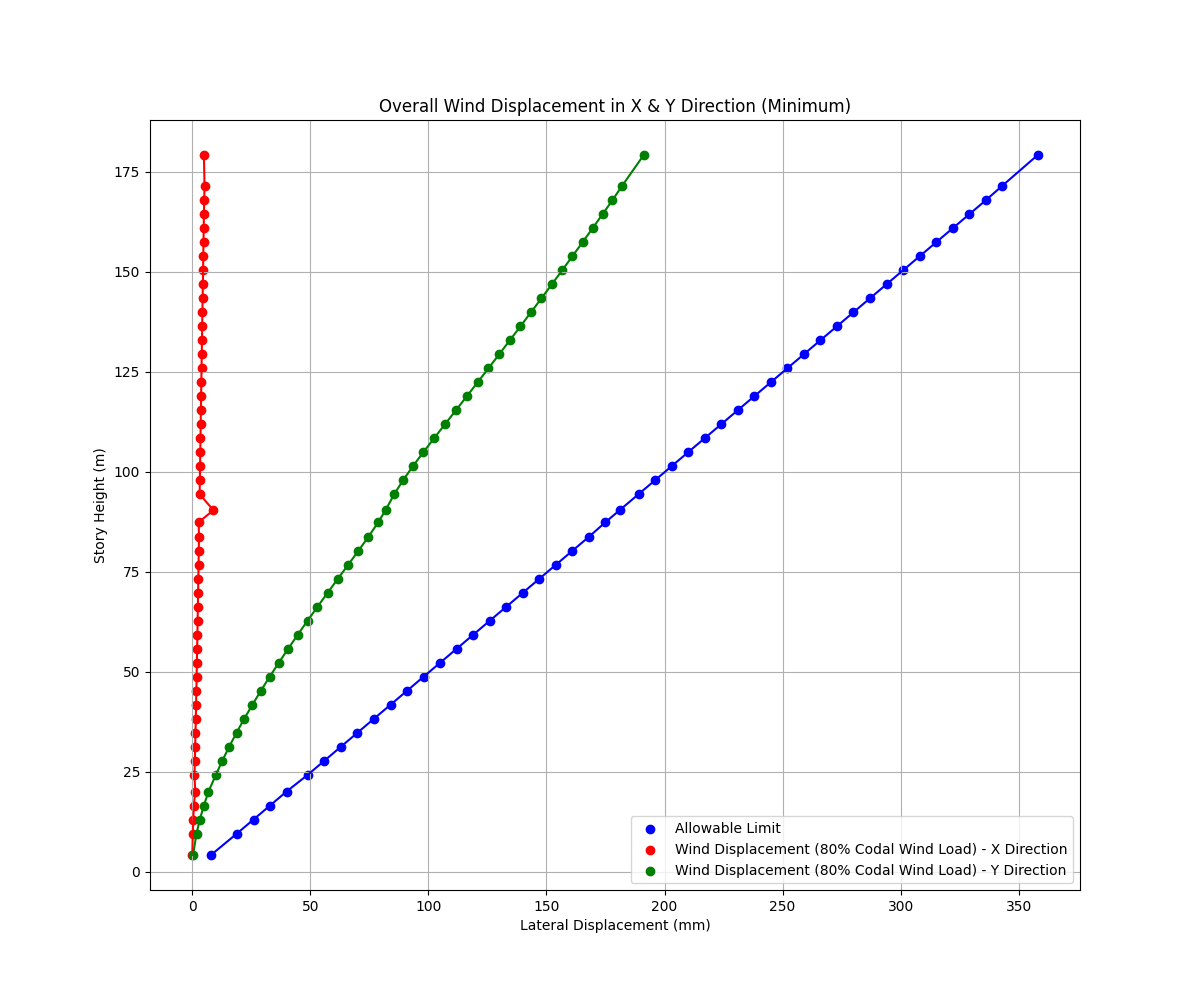 Overall Wind Displacement in X & Y Direction (Minimum)
175
150
125
100
75
50
25
0
Story Height (m)
0 50 100 150 200 250 300 350
Lateral Displacement (mm)
Allowable Limit
Wind Displacement (80% Codal Wind Load) - X Direction
Wind Displacement (80% Codal Wind Load) - Y Direction